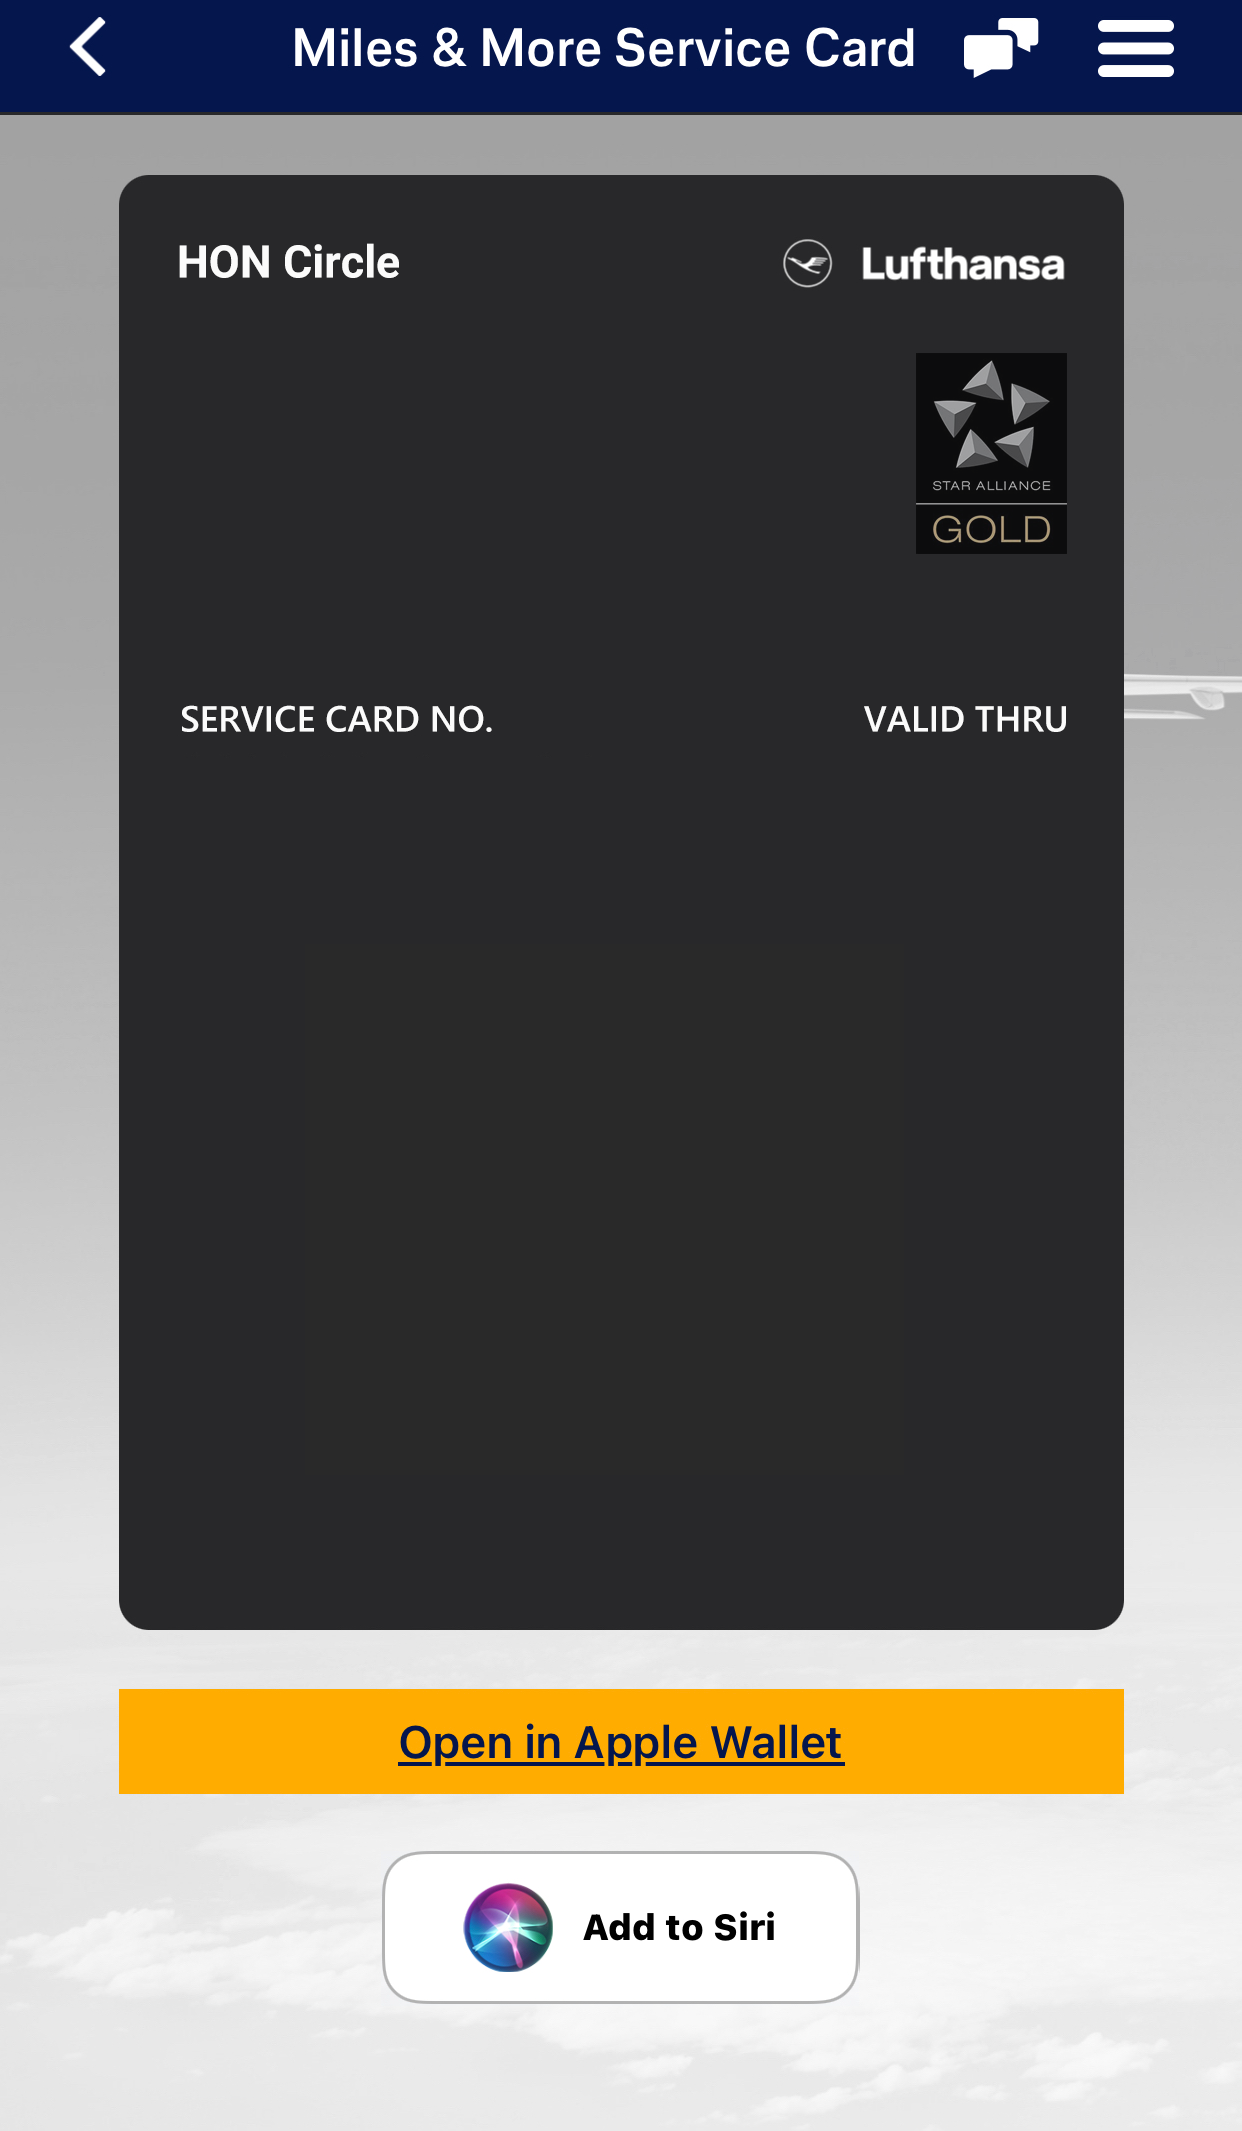 Miles & More Service Card
HON Circle
Lufthansa
STAR ALLIANCE
GOLD
SERVICE CARD NO.
VALID THRU
Open in Apple Wallet
Add to Siri